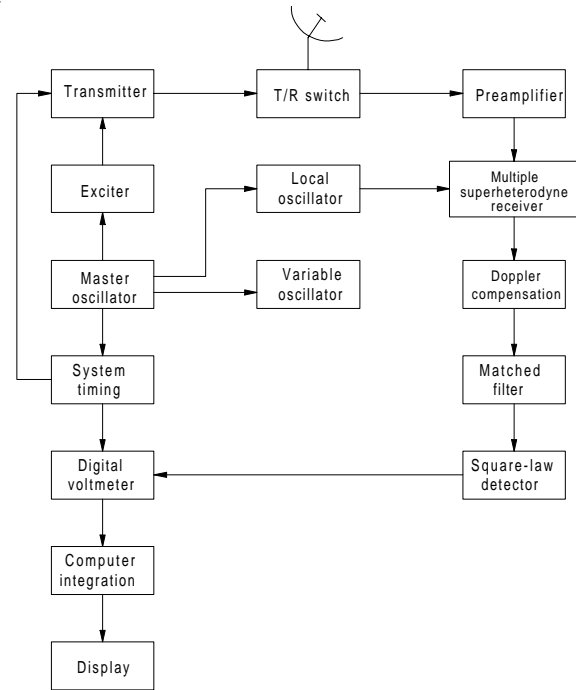 Transmitter
T/R switch
Preamplifier
Exciter
Local
oscillator
Multiple
superheterodyne
receiver
Master
oscillator
Variable
oscillator
Doppler
compensation
System
timing
Matched
filter
Digital
voltmeter
Square-law
detector
Computer
integration
Display